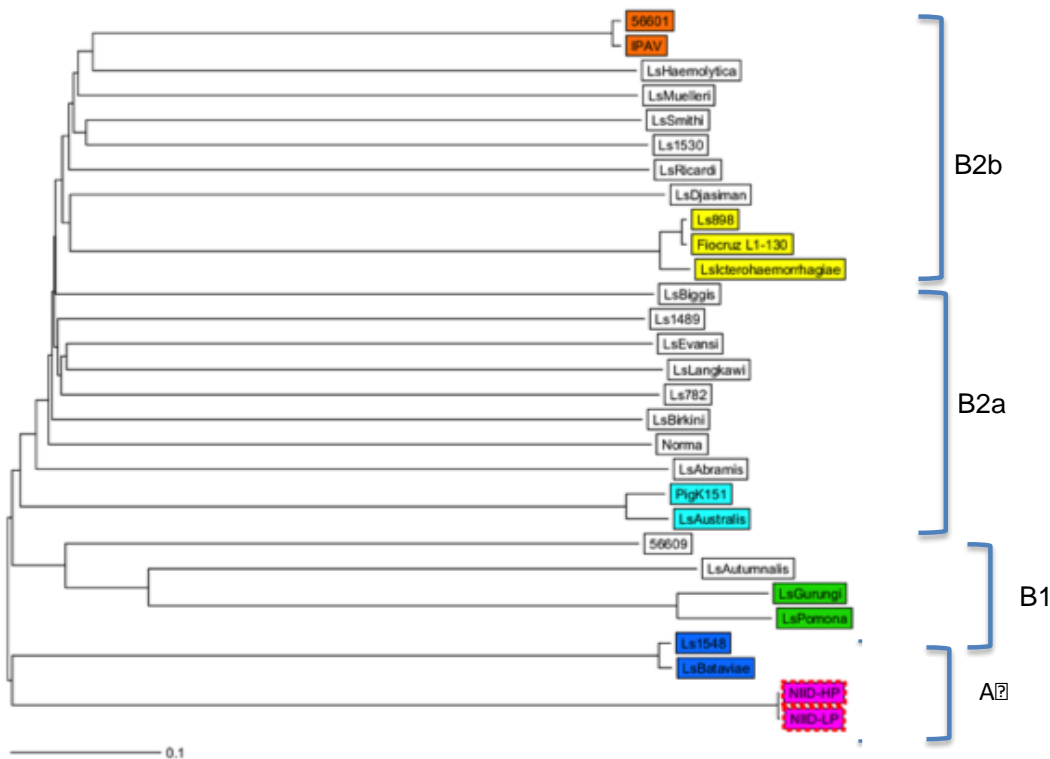 56601
IPAV
LsHaemolytica
LsMuelleri
LsSmithi
Ls1530
LsRicardi
LsDjasiman
Ls898
Fiocruz L1-130
LsIcterohaemorrhagiae
B2b
LsBiggis
Ls1489
LsEvansi
LsLangkawi
Ls782
LsBirkini
Norma
LsAbramis
PigK151
LsAustralis
B2a
56609
LsAutumnalis
LsGurungi
LsPomona
B1
Ls1548
LsBataviae
NIID-HP
NIID-LP
A
0.1